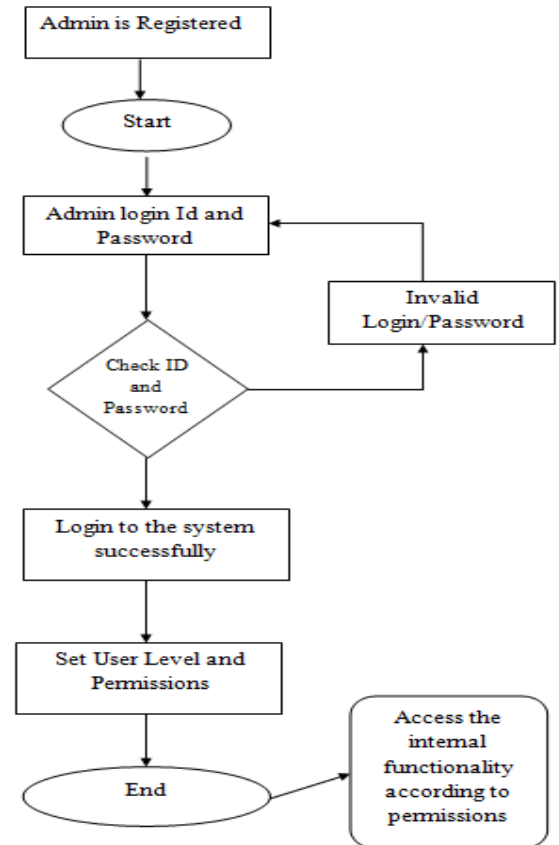 Admin is Registered
Start
Admin login Id and
Password
Invalid
Login/Password
Check ID
and
Password
Login to the system
successfully
Set User Level and
Permissions
End
Access the
internal
functionality
according to
permissions